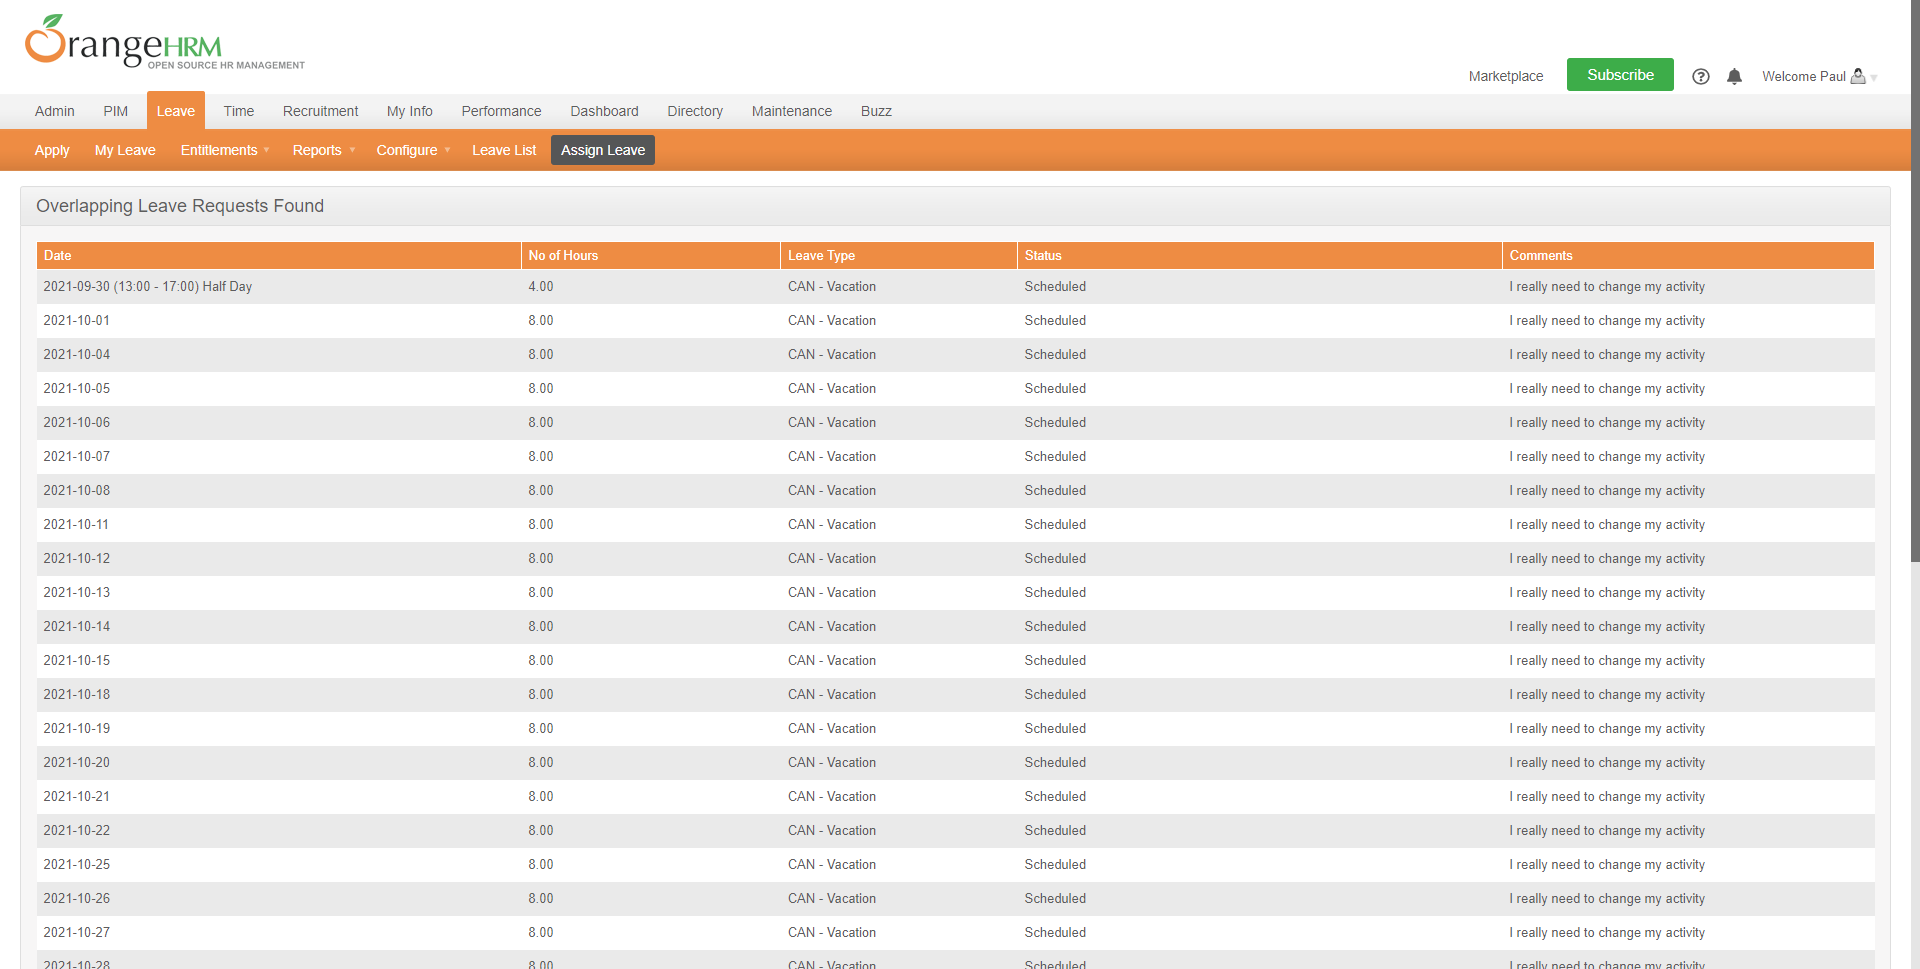 OrangeHRM
OPEN SOURCE HR MANAGEMENT
Marketplace Subscribe Welcome Paul
Admin PIM Leave Time Recruitment My Info Performance Dashboard Directory Maintenance Buzz
Apply My Leave Entitlements Reports Configure Leave List Assign Leave
Overlapping Leave Requests Found
Date No of Hours Leave Type Status Comments
2021-09-30 (13:00 - 17:00) Half Day 4.00 CAN - Vacation Scheduled I really need to change my activity
2021-10-01 8.00 CAN - Vacation Scheduled I really need to change my activity
2021-10-04 8.00 CAN - Vacation Scheduled I really need to change my activity
2021-10-05 8.00 CAN - Vacation Scheduled I really need to change my activity
2021-10-06 8.00 CAN - Vacation Scheduled I really need to change my activity
2021-10-07 8.00 CAN - Vacation Scheduled I really need to change my activity
2021-10-08 8.00 CAN - Vacation Scheduled I really need to change my activity
2021-10-11 8.00 CAN - Vacation Scheduled I really need to change my activity
2021-10-12 8.00 CAN - Vacation Scheduled I really need to change my activity
2021-10-13 8.00 CAN - Vacation Scheduled I really need to change my activity
2021-10-14 8.00 CAN - Vacation Scheduled I really need to change my activity
2021-10-15 8.00 CAN - Vacation Scheduled I really need to change my activity
2021-10-18 8.00 CAN - Vacation Scheduled I really need to change my activity
2021-10-19 8.00 CAN - Vacation Scheduled I really need to change my activity
2021-10-20 8.00 CAN - Vacation Scheduled I really need to change my activity
2021-10-21 8.00 CAN - Vacation Scheduled I really need to change my activity
2021-10-22 8.00 CAN - Vacation Scheduled I really need to change my activity
2021-10-25 8.00 CAN - Vacation Scheduled I really need to change my activity
2021-10-26 8.00 CAN - Vacation Scheduled I really need to change my activity
2021-10-27 8.00 CAN - Vacation Scheduled I really need to change my activity
2021-10-28 8.00 CAN - Vacation Scheduled I really need to change my activity